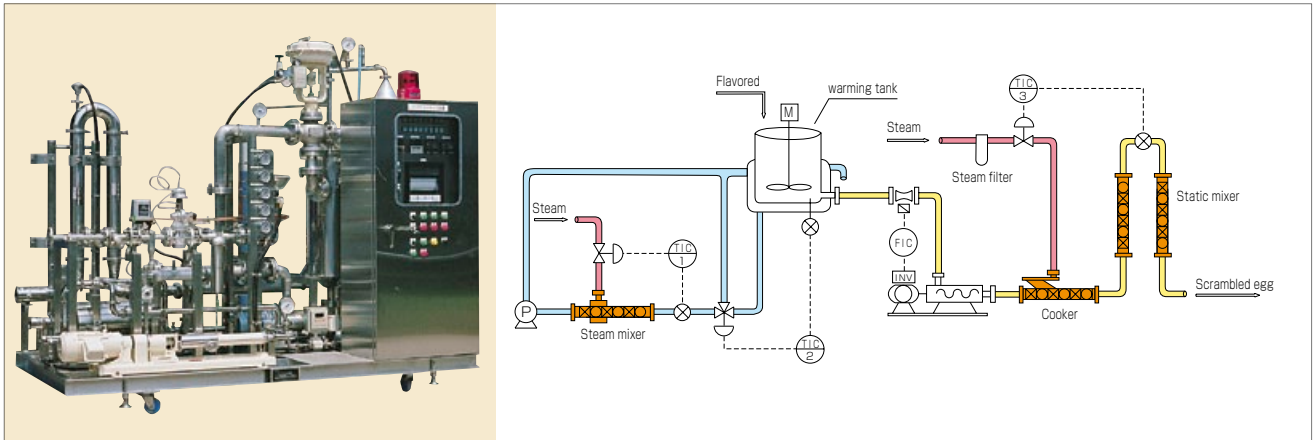 Flavored
M
warming tank
TIC
3
Steam
Steam filter
Static mixer
Steam
TIC
1
FIC
INV
P
Steam mixer
TIC
2
Cooker
Scrambled egg